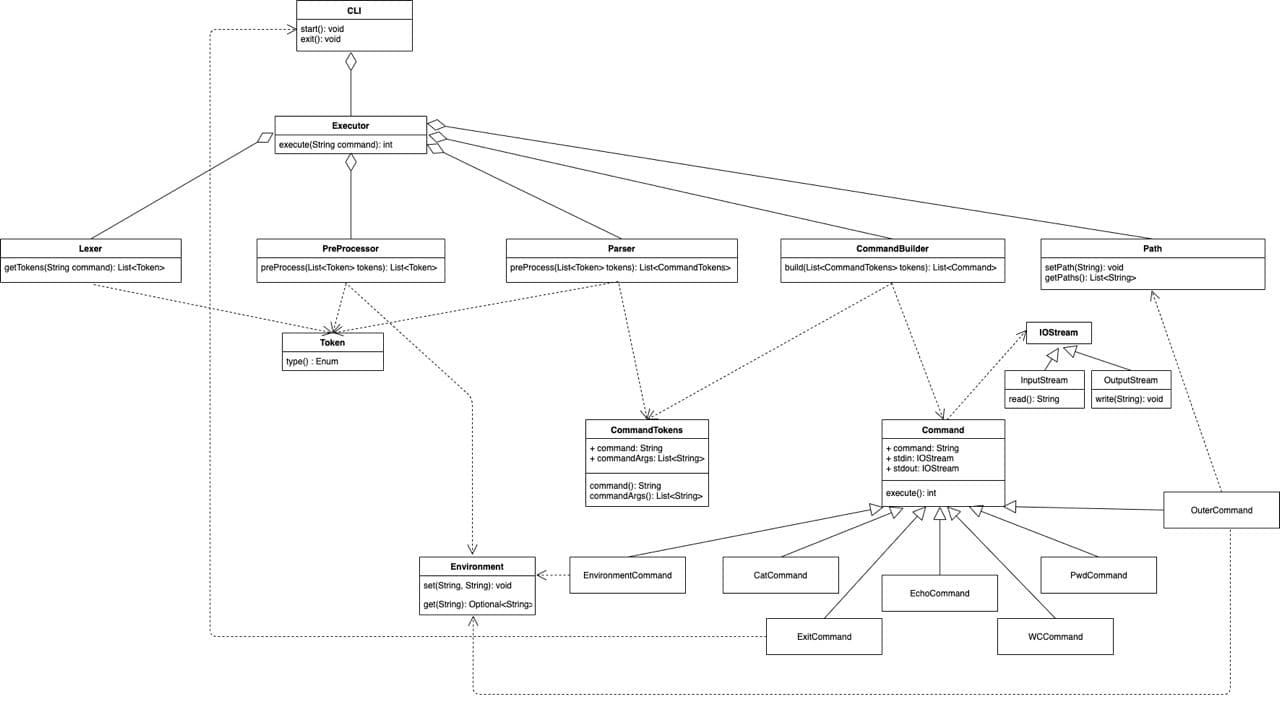 CLI
start(): void
exit(): void
Executor
execute(String command): int
Lexer
getTokens(String command): List<Token>
PreProcessor
preProcess(List<Token> tokens): List<Token>
Parser
preProcess(List<Token> tokens): List<CommandTokens>
CommandBuilder
build(List<CommandTokens> tokens): List<Command>
Path
setPath(String): void
getPaths(): List<String>
Token
type() : Enum
IOStream
InputStream
read(): String
OutputStream
write(String): void
CommandTokens
+ command: String
+ commandArgs: List<String>
command(): String
commandArgs(): List<String>
Command
+ command: String
+ stdin: IOStream
+ stdout: IOStream
execute(): int
OuterCommand
Environment
set(String, String): void
get(String): Optional<String>
EnvironmentCommand
CatCommand
EchoCommand
PwdCommand
ExitCommand
WCCommand